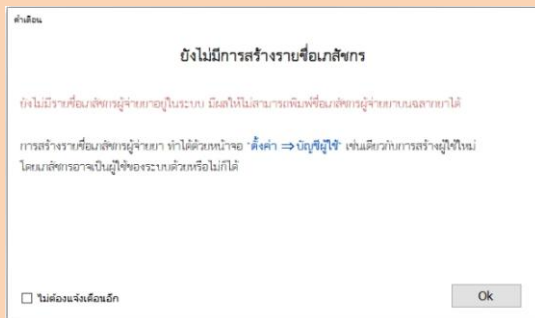 คำเตือน
ยังไม่มีการสร้างรายชื่อเภสัชกร
ยังไม่มีรายชื่อเภสัชกรผู้จ่ายยาอยู่ในระบบ มีผลให้ไม่สามารถพิมพ์ชื่อเภสัชกรผู้จ่ายยาบนฉลากยาได้
การสร้างรายชื่อเภสัชกรผู้จ่ายยา ทำได้ด้วยหน้าจอ "ตั้งค่า ⇒ บัญชีผู้ใช้" เช่นเดียวกับการสร้างผู้ใช้ใหม่
โดยเภสัชกรอาจเป็นผู้ใช้ของระบบด้วยหรือไม่ก็ได้
ไม่ต้องแจ้งเตือนอีก
Ok